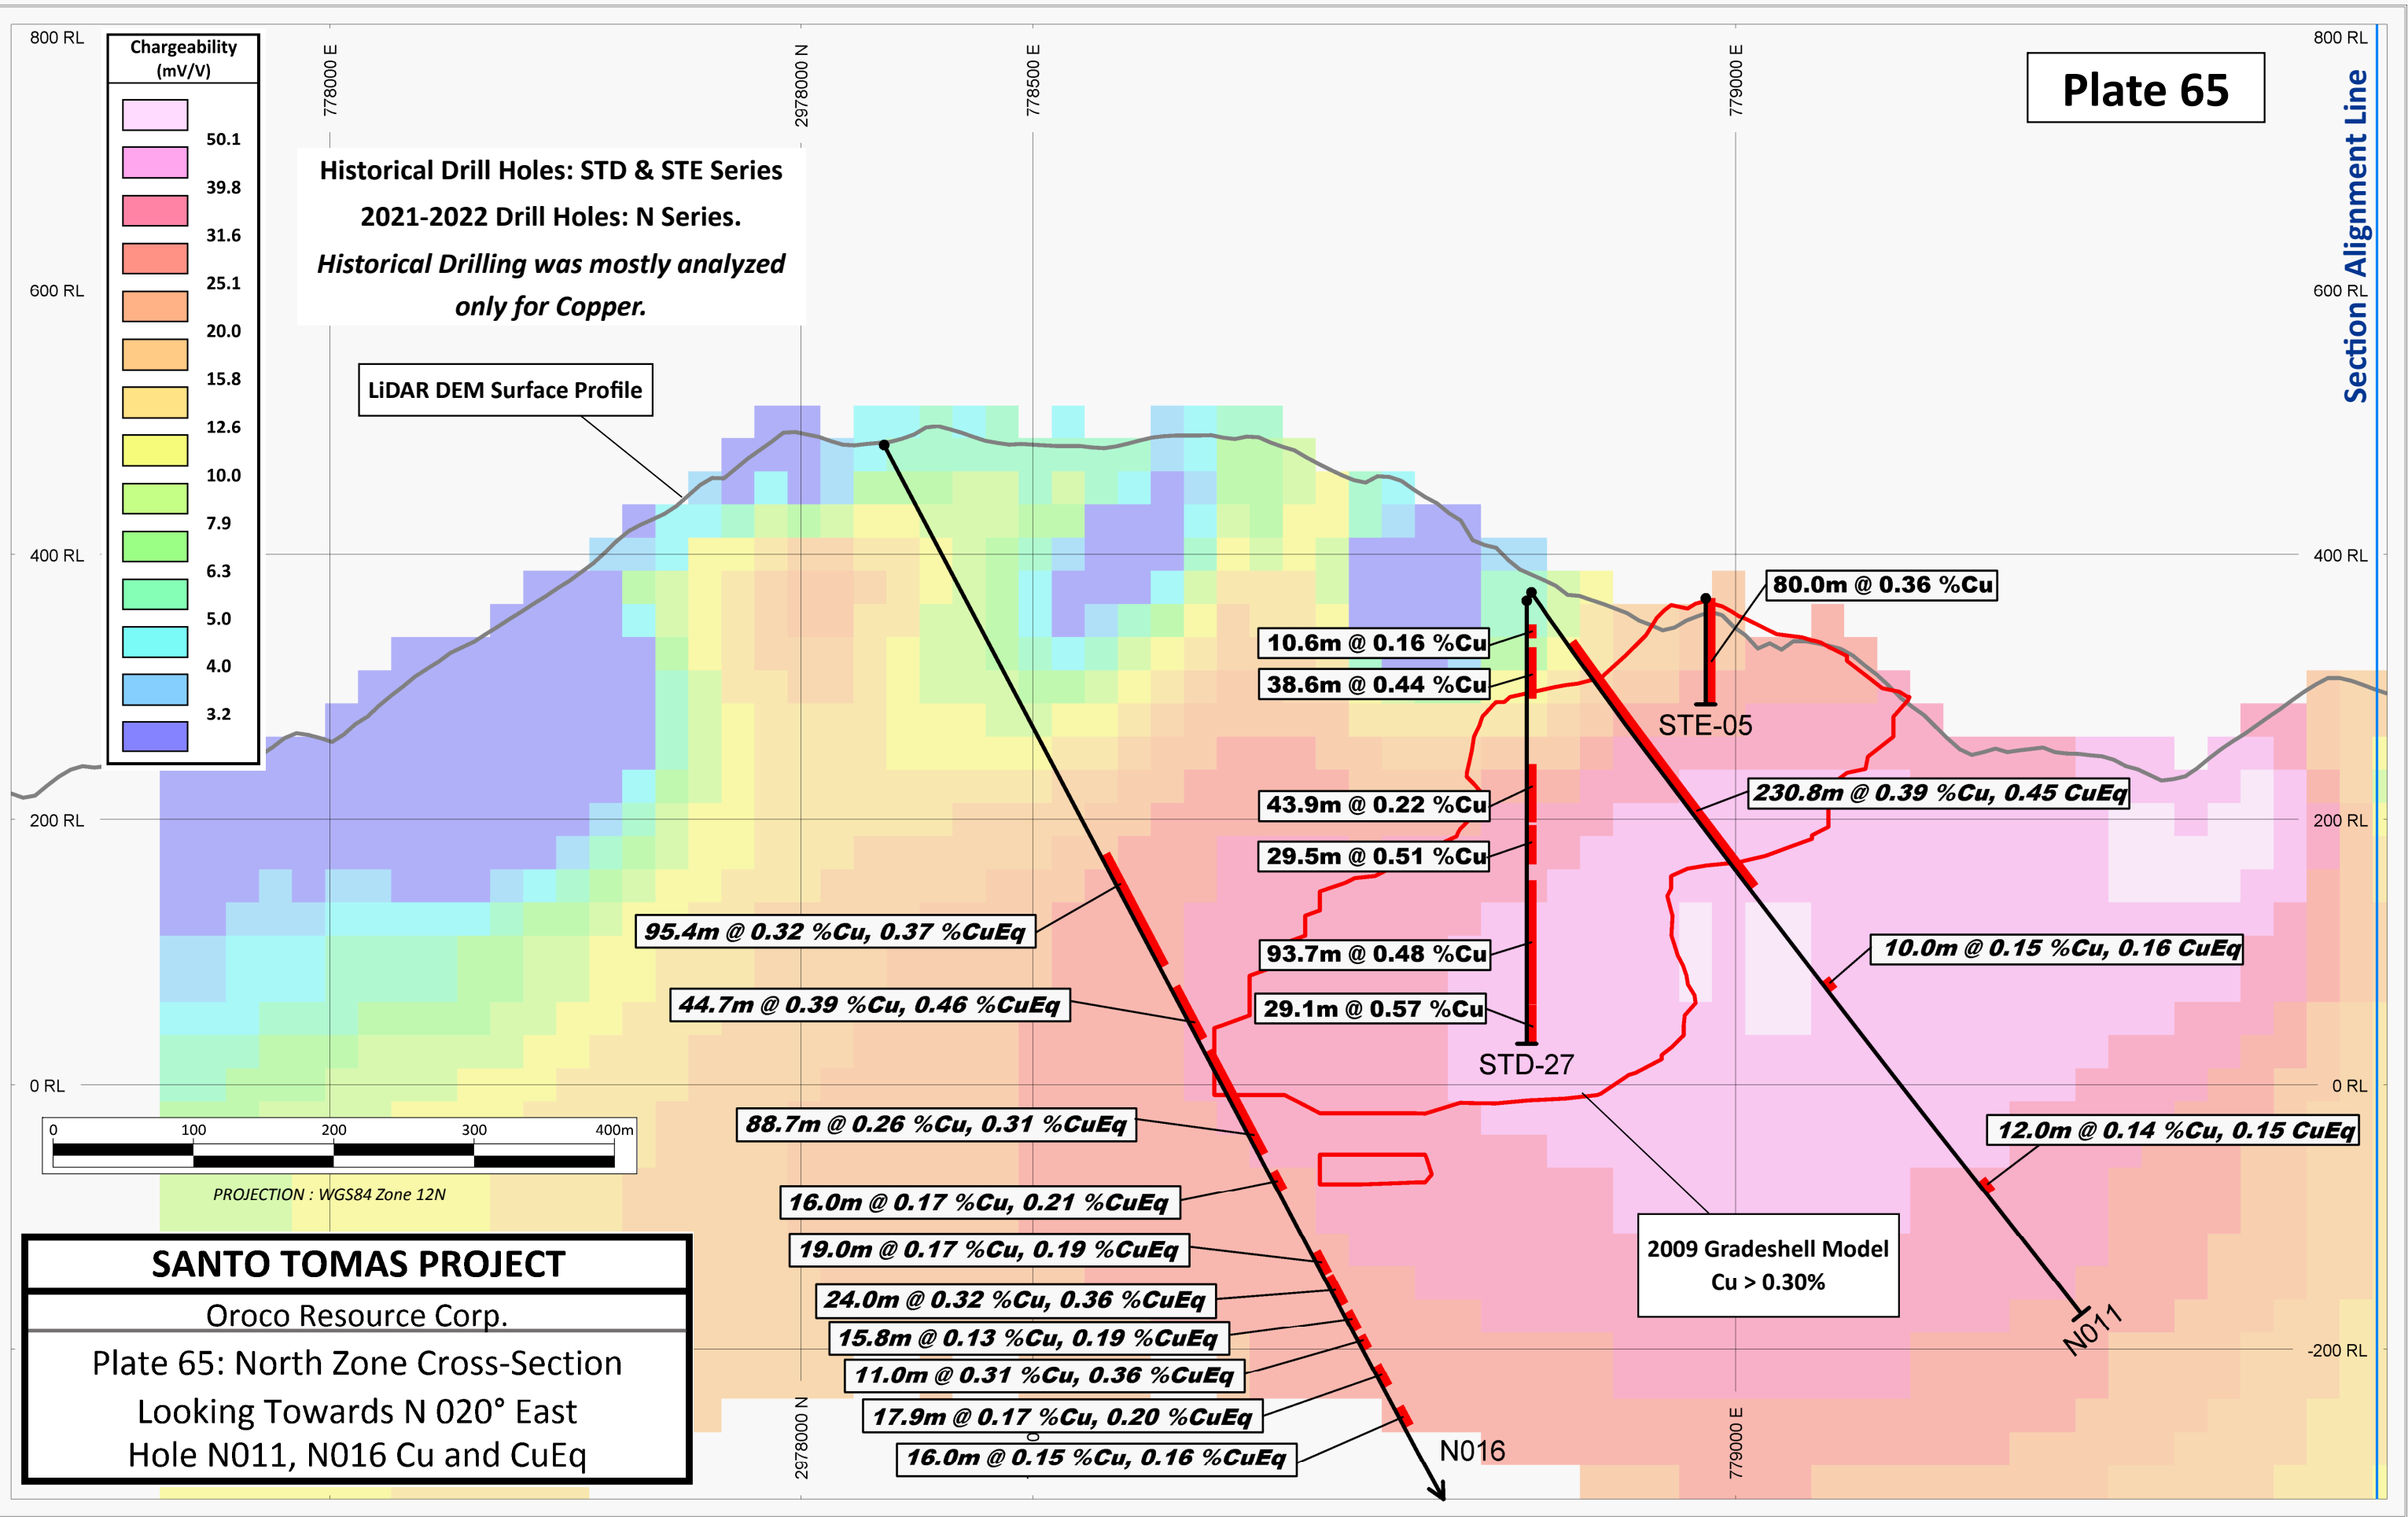 800 RL
800 RL
778000 E
2978000 N
778500 E
779000 E
Plate 65
Section Alignment Line
Chargeability
(mV/V)
50.1
39.8
31.6
25.1
20.0
15.8
12.6
10.0
7.9
6.3
5.0
4.0
3.2
Historical Drill Holes: STD & STE Series
2021-2022 Drill Holes: N Series.
Historical Drilling was mostly analyzed
only for Copper.
600 RL
600 RL
LiDAR DEM Surface Profile
400 RL
400 RL
80.0m @ 0.36 %Cu
10.6m @ 0.16 %Cu
38.6m @ 0.44 %Cu
STE-05
230.8m @ 0.39 %Cu, 0.45 CuEq
43.9m @ 0.22 %Cu
200 RL
200 RL
29.5m @ 0.51 %Cu
95.4m @ 0.32 %Cu, 0.37 %CuEq
93.7m @ 0.48 %Cu
10.0m @ 0.15 %Cu, 0.16 CuEq
44.7m @ 0.39 %Cu, 0.46 %CuEq
29.1m @ 0.57 %Cu
STD-27
0 RL
0 RL
88.7m @ 0.26 %Cu, 0.31 %CuEq
12.0m @ 0.14 %Cu, 0.15 CuEq
0 100 200 300 400m
PROJECTION : WGS84 Zone 12N
16.0m @ 0.17 %Cu, 0.21 %CuEq
19.0m @ 0.17 %Cu, 0.19 %CuEq
2009 Gradeshell Model
Cu > 0.30%
24.0m @ 0.32 %Cu, 0.36 %CuEq
15.8m @ 0.13 %Cu, 0.19 %CuEq
N011
-200 RL
11.0m @ 0.31 %Cu, 0.36 %CuEq
17.9m @ 0.17 %Cu, 0.20 %CuEq
16.0m @ 0.15 %Cu, 0.16 %CuEq
N016
2978000 N
0
779000 E
SANTO TOMAS PROJECT
Oroco Resource Corp.
Plate 65: North Zone Cross-Section
Looking Towards N 020° East
Hole N011, N016 Cu and CuEq